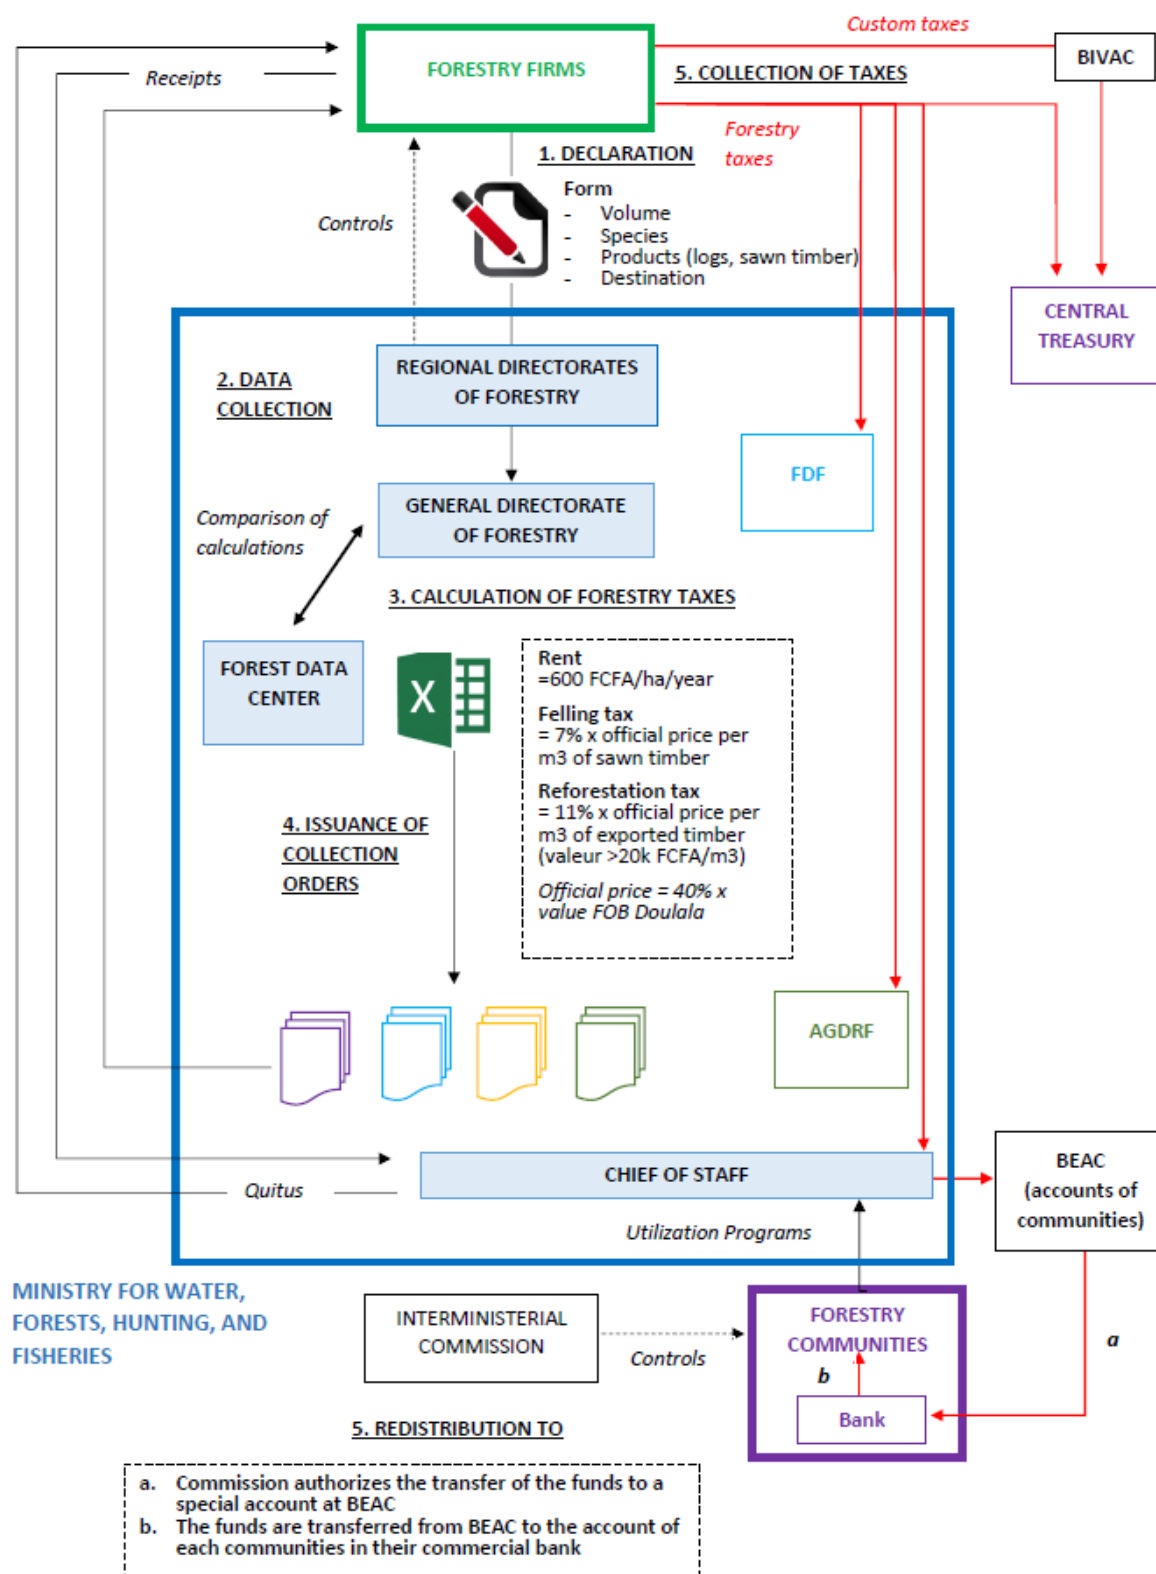 Custom taxes
FORESTRY FIRMS
BIVAC
Receipts
5. COLLECTION OF TAXES
Forestry
taxes
1. DECLARATION
Form
- Volume
- Species
- Products (logs, sawn timber)
- Destination
Controls
CENTRAL
TREASURY
REGIONAL DIRECTORATES
OF FORESTRY
2. DATA
COLLECTION
FDF
GENERAL DIRECTORATE
OF FORESTRY
Comparison of
calculations
3. CALCULATION OF FORESTRY TAXES
FOREST DATA
CENTER
X
Rent
=600 FCFA/ha/year
Felling tax
= 7% x official price per
m3 of sawn timber
Reforestation tax
= 11% x official price per
m3 of exported timber
(valeur >20k FCFA/m3)
Official price = 40% x
value FOB Doulala
4. ISSUANCE OF
COLLECTION
ORDERS
AGDRF
CHIEF OF STAFF
Quitus
BEAC
(accounts of
communities)
Utilization Programs
MINISTRY FOR WATER,
FORESTS, HUNTING, AND
FISHERIES
INTERMINISTERIAL
COMMISSION
Controls
FORESTRY
COMMUNITIES
b
Bank
a
5. REDISTRIBUTION TO
a. Commission authorizes the transfer of the funds to a
special account at BEAC
b. The funds are transferred from BEAC to the account of
each communities in their commercial bank